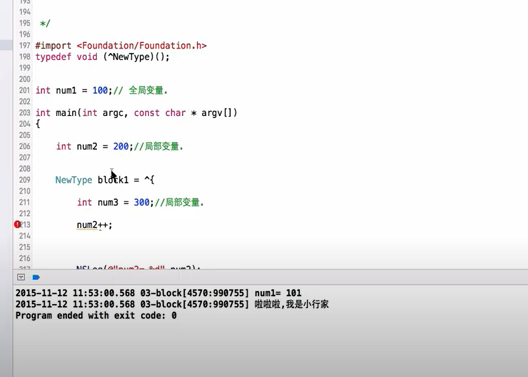 194
195 */
196
197 #import <Foundation/Foundation.h>
198 typedef void (^NewType)();
199
200
201 int num1 = 100;// 全局变量.
202
203 int main(int argc, const char * argv[])
204 {
205
206 int num2 = 200;//局部变量.
207
208
209 NewType block1 = ^{
210
211 int num3 = 300;//局部变量.
212
213 num2++;
214
215
216
2015-11-12 11:53:00.568 03-block[4570:990755] num1= 101
2015-11-12 11:53:00.568 03-block[4570:990755] 啦啦啦,我是小行家
Program ended with exit code: 0